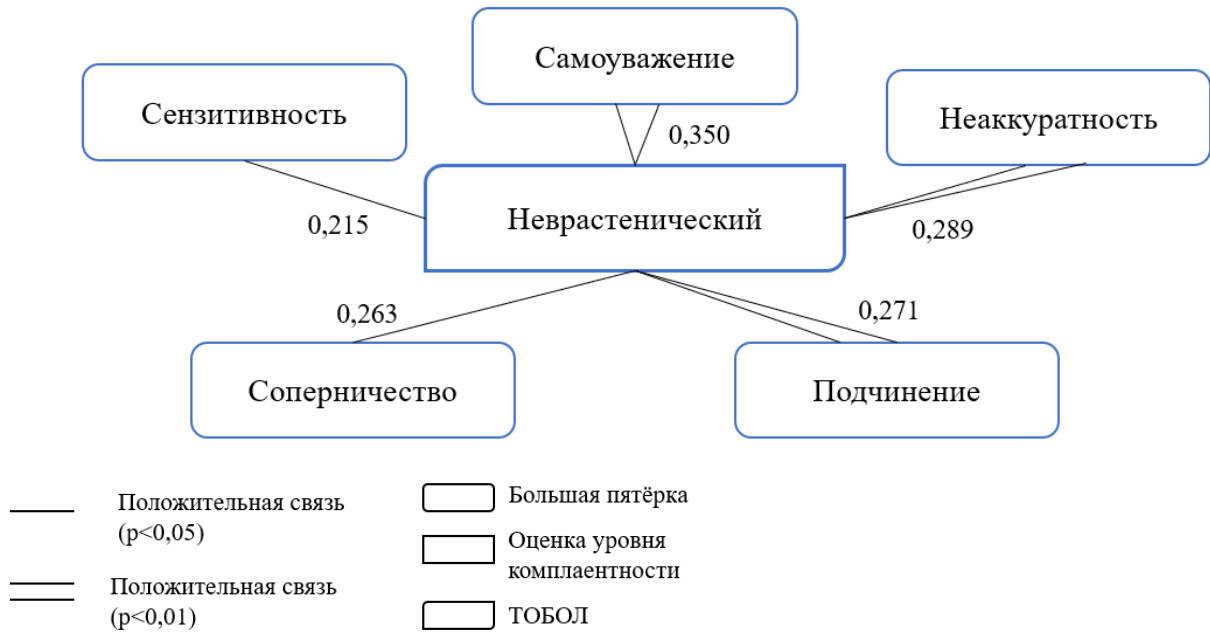 Самоуважение
Сензитивность
Неаккуратность
0,350
Неврастенический
0,215
0,289
0,263
0,271
Соперничество
Подчинение
Положительная связь
(p<0,05)
Положительная связь
(p<0,01)
Большая пятёрка
Оценка уровня
комплаентности
ТОБОЛ